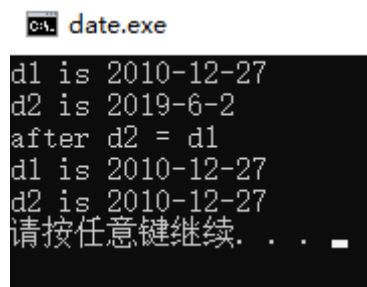 date.exe
d1 is 2010-12-27
d2 is 2019-6-2
after d2 = d1
d1 is 2010-12-27
d2 is 2010-12-27
请按任意键继续. . .